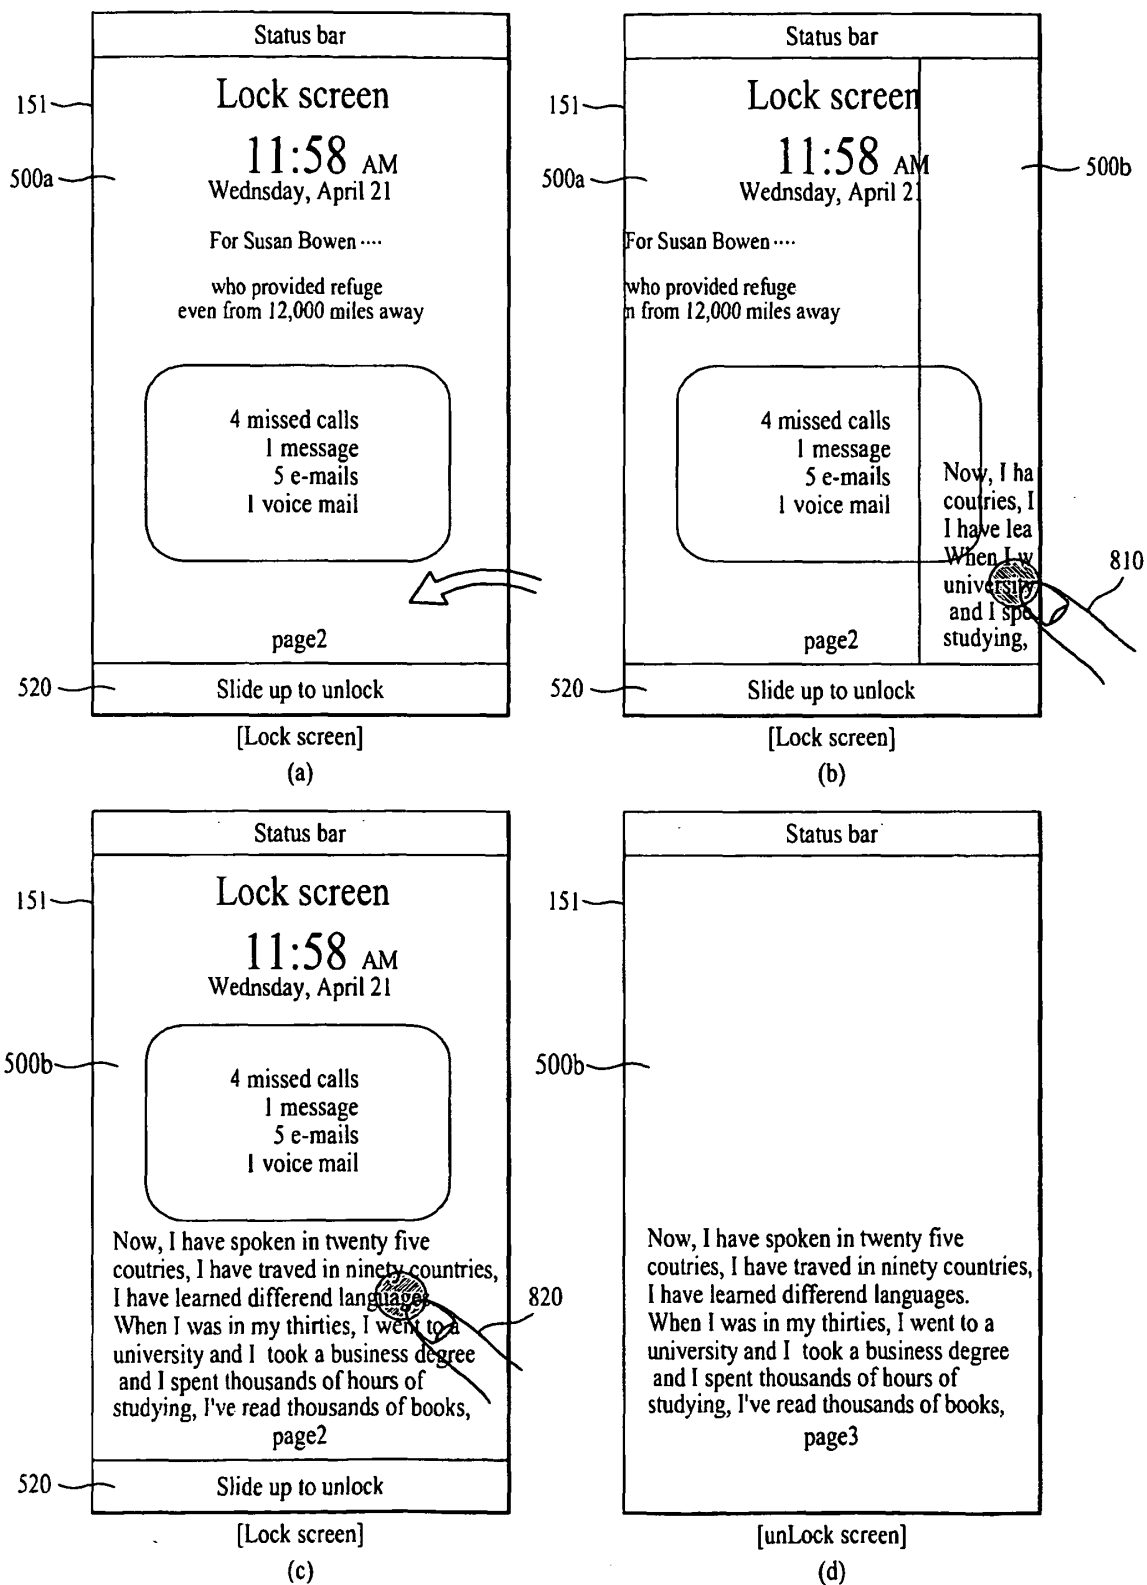 Status bar
Lock screen
151
11:58 AM
500a
Wednsday, April 21
For Susan Bowen ····
who provided refuge
even from 12,000 miles away
4 missed calls
1 message
5 e-mails
1 voice mail
page2
520
Slide up to unlock
[Lock screen]
(a)
Status bar
Lock screen
151
11:58 AM
500a
500b
Wednsday, April 21
For Susan Bowen ····
who provided refuge
n from 12,000 miles away
4 missed calls
1 message
5 e-mails
1 voice mail
Now, I ha
coutries, I
I have lea
When I w
university
and I spe
studying,
810
page2
520
Slide up to unlock
[Lock screen]
(b)
Status bar
Lock screen
151
11:58 AM
Wednsday, April 21
500b
4 missed calls
1 message
5 e-mails
1 voice mail
Now, I have spoken in twenty five
coutries, I have traved in ninety countries,
I have learned differend languages.
820
When I was in my thirties, I went to a
university and I took a business degree
and I spent thousands of hours of
studying, I've read thousands of books,
page2
520
Slide up to unlock
[Lock screen]
(c)
Status bar
151
500b
Now, I have spoken in twenty five
coutries, I have traved in ninety countries,
I have learned differend languages.
When I was in my thirties, I went to a
university and I took a business degree
and I spent thousands of hours of
studying, I've read thousands of books,
page3
[unLock screen]
(d)